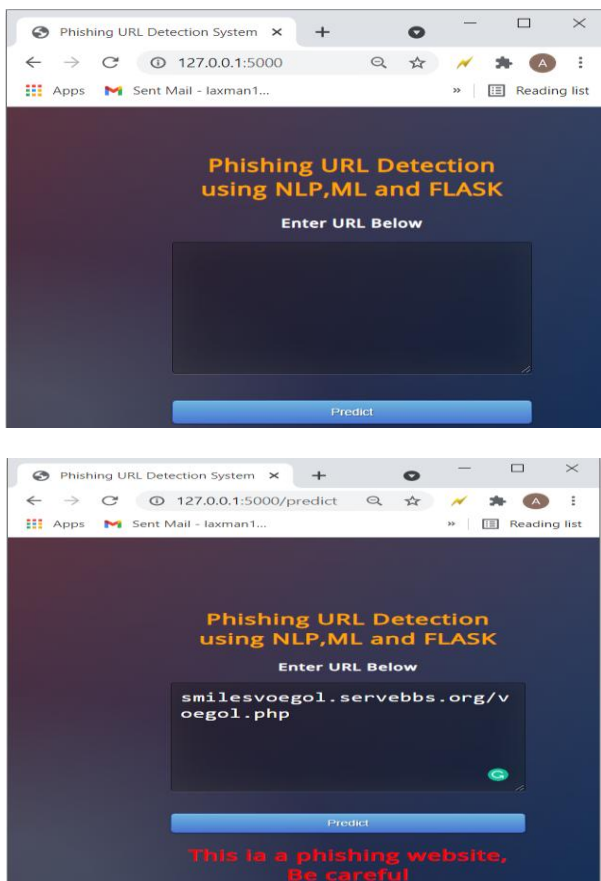 Phishing URL Detection System
127.0.0.1:5000
A
Apps
Sent Mail - laxman1...
»
Reading list
Phishing URL Detection
using NLP,ML and FLASK
Enter URL Below
Predict
Phishing URL Detection System
127.0.0.1:5000/predict
A
Apps
Sent Mail - laxman1...
»
Reading list
Phishing URL Detection
using NLP,ML and FLASK
Enter URL Below
smilesvoegol.servebbs.org/v
oegol.php
Predict
This ia a phishing website,
Be careful